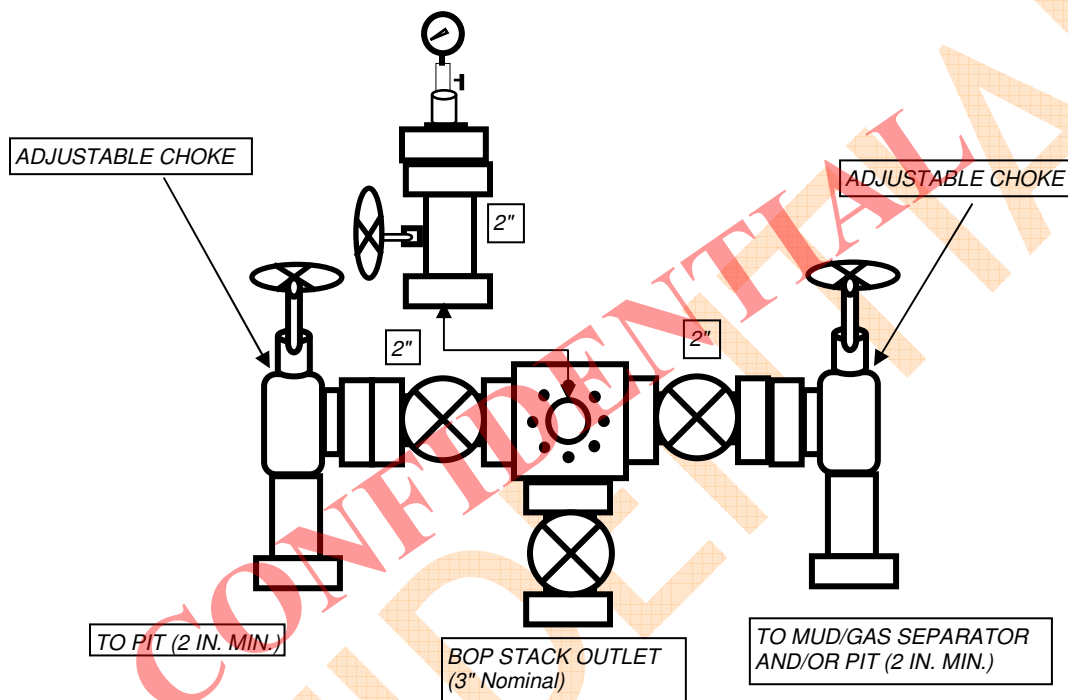 ADJUSTABLE CHOKE
ADJUSTABLE CHOKE
2"
2"
2"
TO PIT (2 IN. MIN.)
BOP STACK OUTLET
(3" Nominal)
TO MUD/GAS SEPARATOR
AND/OR PIT (2 IN. MIN.)
CONFIDENTIAL